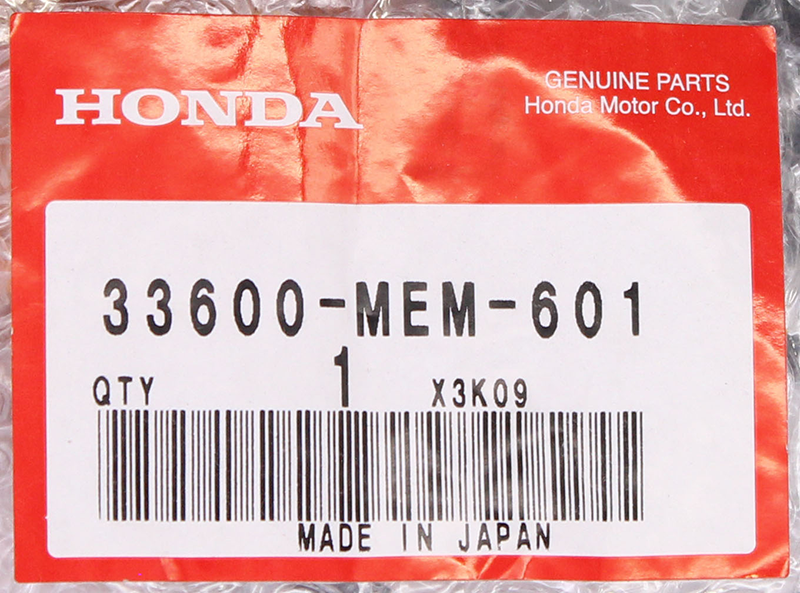 HONDA
GENUINE PARTS
Honda Motor Co., Ltd.
33600-MEM-601
QTY 1 X3K09
MADE IN JAPAN